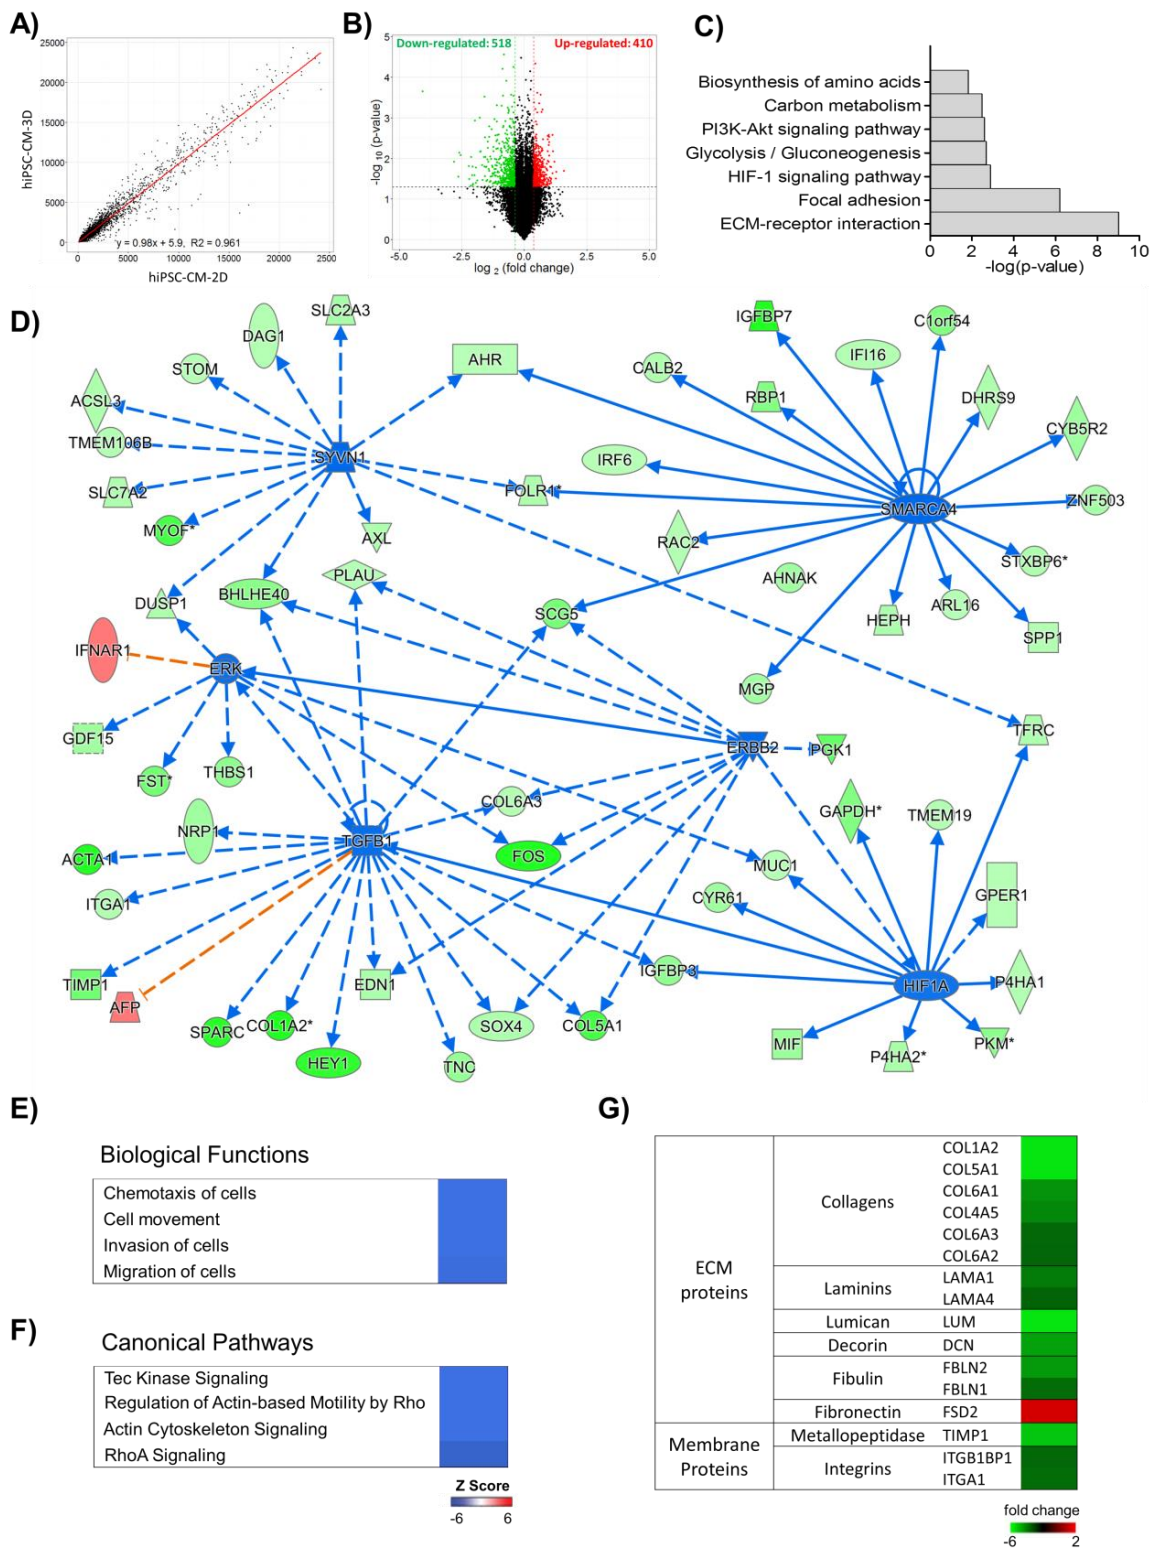 A)
25000
20000
15000
10000
5000
0
hiPSC-CM-3D
y = 0.98x + 5.9, R2 = 0.961
0 5000 10000 15000 20000 2500
hiPSC-CM-2D
B)
Down-regulated: 518
Up-regulated: 410
5
4
3
2
1
0
-log 10 (p-value)
-5.0 -2.5 0.0 2.5 5.0
log 2 (fold change)
C)
Biosynthesis of amino acids
Carbon metabolism
PI3K-Akt signaling pathway
Glycolysis / Gluconeogenesis
HIF-1 signaling pathway
Focal adhesion
ECM-receptor interaction
0 2 4 6 8 10
-log(p-value)
D)
SLC2A3
DAG1
STOM
ACSL3
TMEM106B
SLC7A2
MYOF*
SYVN1
AHR
FOLR1*
AXL
PLAU
BHLHE40
DUSP1
IFNAR1
ERK
GDF15
FST*
THBS1
NRP1
ACTA1
ITGA1
TIMP1
AFP
TGFB1
SPARC
COL1A2*
HEY1
EDN1
TNC
SOX4
COL5A1
COL6A3
FOS
IGFBP3
IGFBP7
C1orf54
IFI16
CALB2
RBP1
DHRS9
CYB5R2
IRF6
SMARCA4
ZNF503
RAC2
AHNAK
STXBP6*
HEPH
ARL16
SPP1
SCG5
MGP
TFRC
ERBB2
PGK1
GAPDH*
TMEM19
MUC1
CYR61
GPER1
HIF1A
P4HA1
MIF
P4HA2*
PKM*
E)
Biological Functions
Chemotaxis of cells
Cell movement
Invasion of cells
Migration of cells
F)
Canonical Pathways
Tec Kinase Signaling
Regulation of Actin-based Motility by Rho
Actin Cytoskeleton Signaling
RhoA Signaling
Z Score
-6 6
G)
ECM
proteins
Collagens
COL1A2
COL5A1
COL6A1
COL4A5
COL6A3
COL6A2
Laminins
LAMA1
LAMA4
Lumican LUM
Decorin DCN
Fibulin
FBLN2
FBLN1
Fibronectin FSD2
Membrane
Proteins
Metallopeptidase TIMP1
Integrins
ITGB1BP1
ITGA1
fold change
-6 2